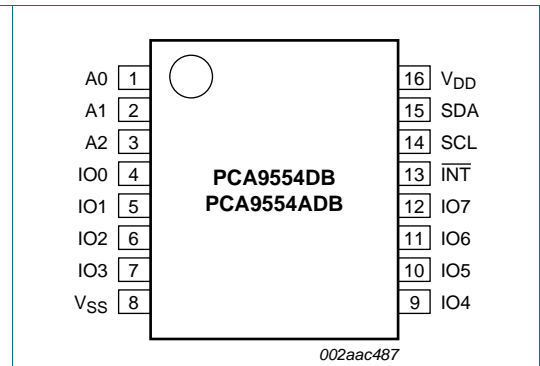 A0 1 16 VDD
A1 2 15 SDA
A2 3 14 SCL
IO0 4 13 INT
PCA9554DB
IO1 5 12 IO7
PCA9554ADB
IO2 6 11 IO6
IO3 7 10 IO5
VSS 8 9 IO4
002aac487